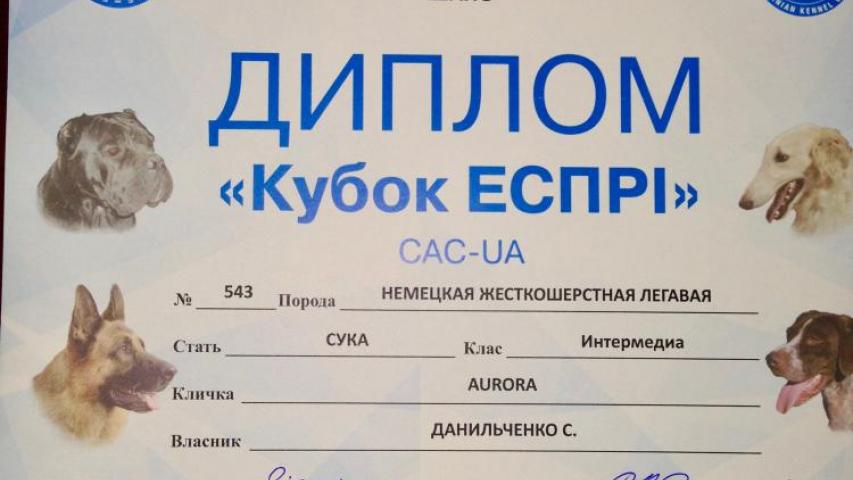 ДИПЛОМ
«Кубок ЕСПРІ»
CAC-UA
№ 543 Порода НЕМЕЦКАЯ ЖЕСТКОШЕРСТНАЯ ЛЕГАВАЯ
Стать СУКА Клас Интермедиа
Кличка AURORA
Власник ДАНИЛЬЧЕНКО С.